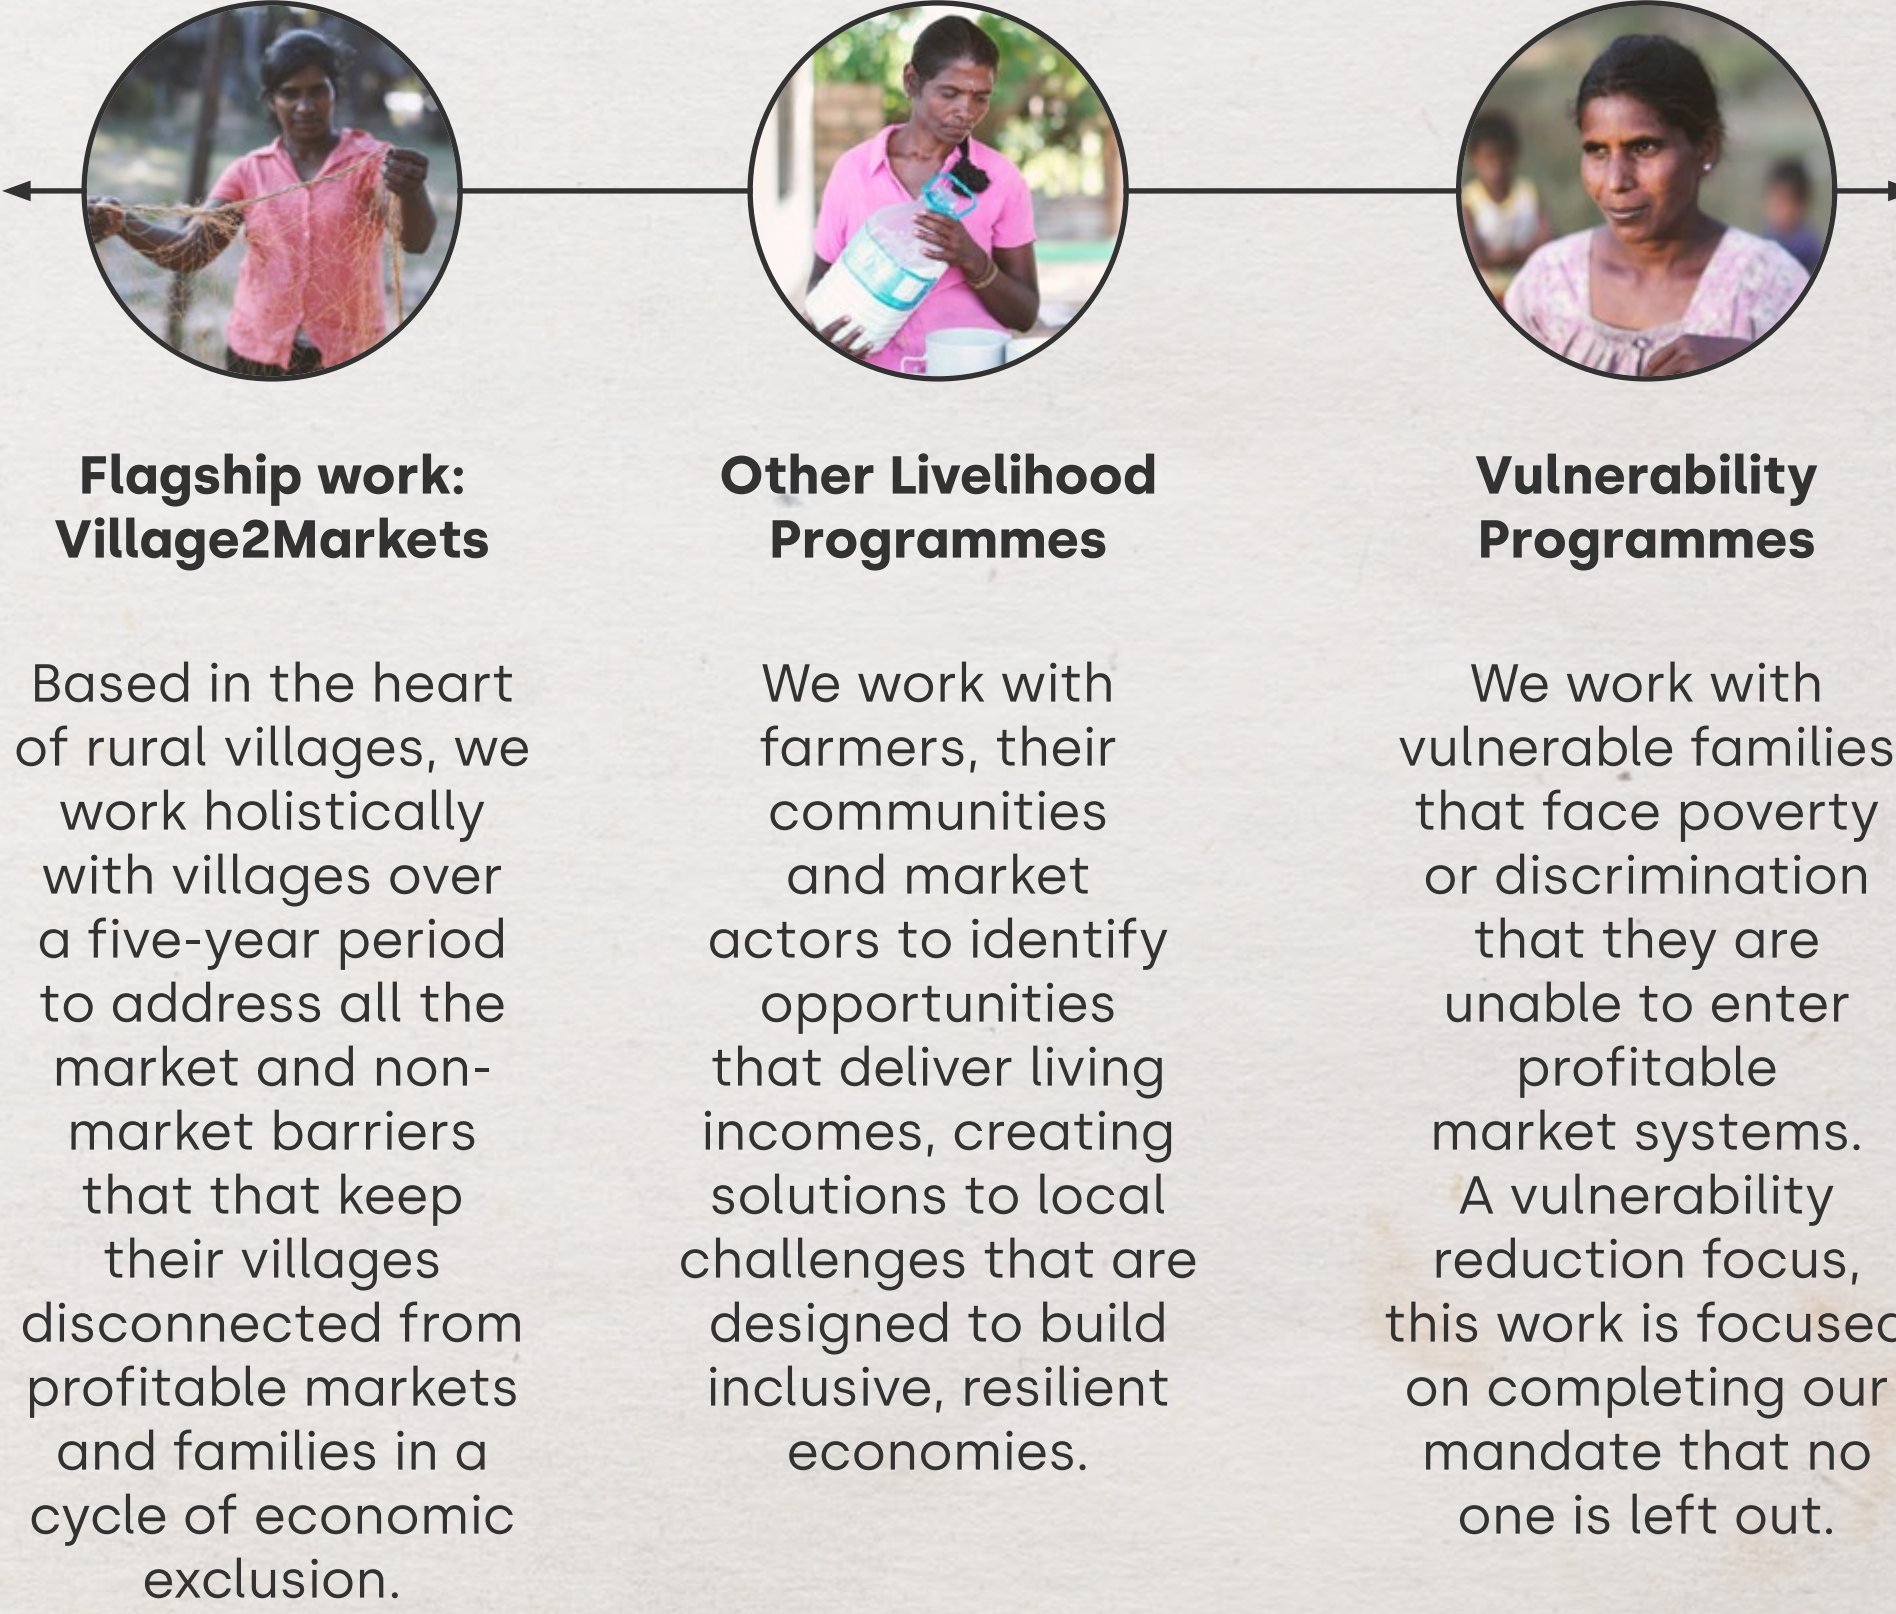 Flagship work:
Village2Markets
Based in the heart
of rural villages, we
work holistically
with villages over
a five-year period
to address all the
market and non-
market barriers
that that keep
their villages
disconnected from
profitable markets
and families in a
cycle of economic
exclusion.
Other Livelihood
Programmes
We work with
farmers, their
communities
and market
actors to identify
opportunities
that deliver living
incomes, creating
solutions to local
challenges that are
designed to build
inclusive, resilient
economies.
Vulnerability
Programmes
We work with
vulnerable families
that face poverty
or discrimination
that they are
unable to enter
profitable
market systems.
A vulnerability
reduction focus,
this work is focused
on completing our
mandate that no
one is left out.